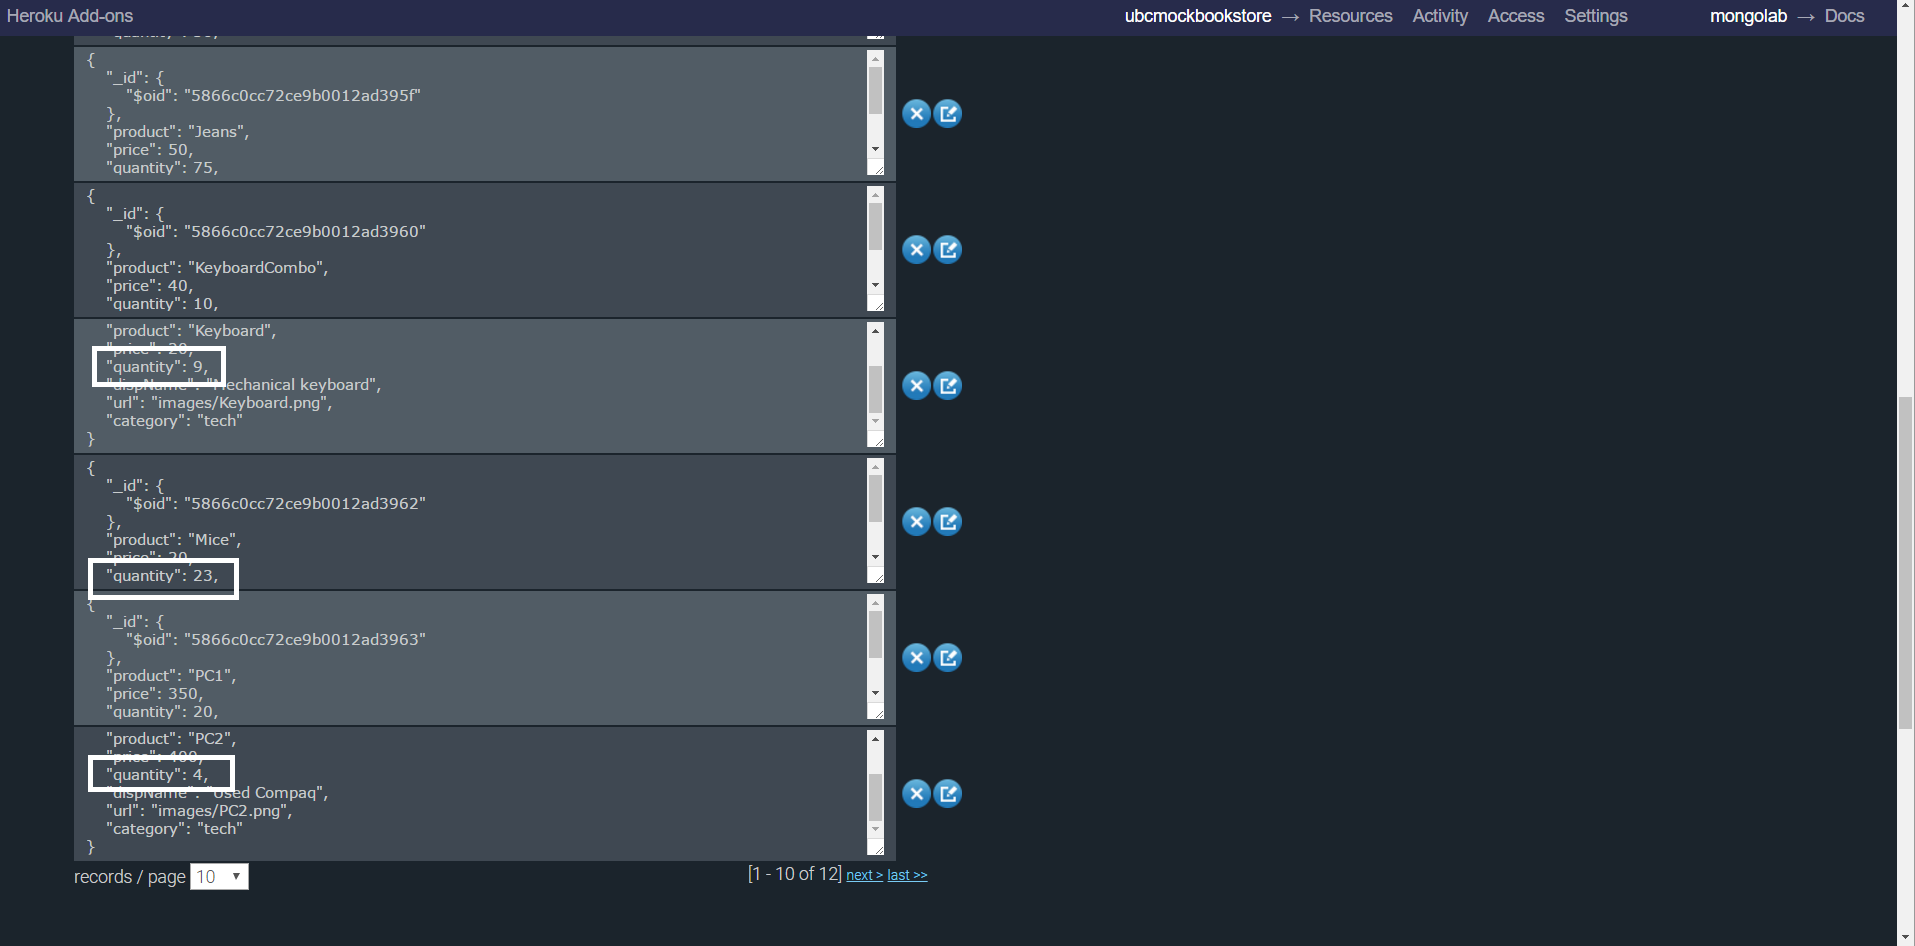 Heroku Add-ons
ubcmockbookstore → Resources Activity Access Settings mongolab → Docs
{
"_id": {
"$oid": "5866c0cc72ce9b0012ad395f"
},
"product": "Jeans",
"price": 50,
"quantity": 75,
{
"_id": {
"$oid": "5866c0cc72ce9b0012ad3960"
},
"product": "KeyboardCombo",
"price": 40,
"quantity": 10,
"product": "Keyboard",
"price": 20,
"quantity": 9,
"dispName": "Mechanical keyboard",
"url": "images/Keyboard.png",
"category": "tech"
}
{
"_id": {
"$oid": "5866c0cc72ce9b0012ad3962"
},
"product": "Mice",
"price": 20,
"quantity": 23,
{
"_id": {
"$oid": "5866c0cc72ce9b0012ad3963"
},
"product": "PC1",
"price": 350,
"quantity": 20,
"product": "PC2",
"price": 400,
"quantity": 4,
"dispName": "Used Compaq",
"url": "images/PC2.png",
"category": "tech"
}
records / page 10
[1 - 10 of 12] next > last >>